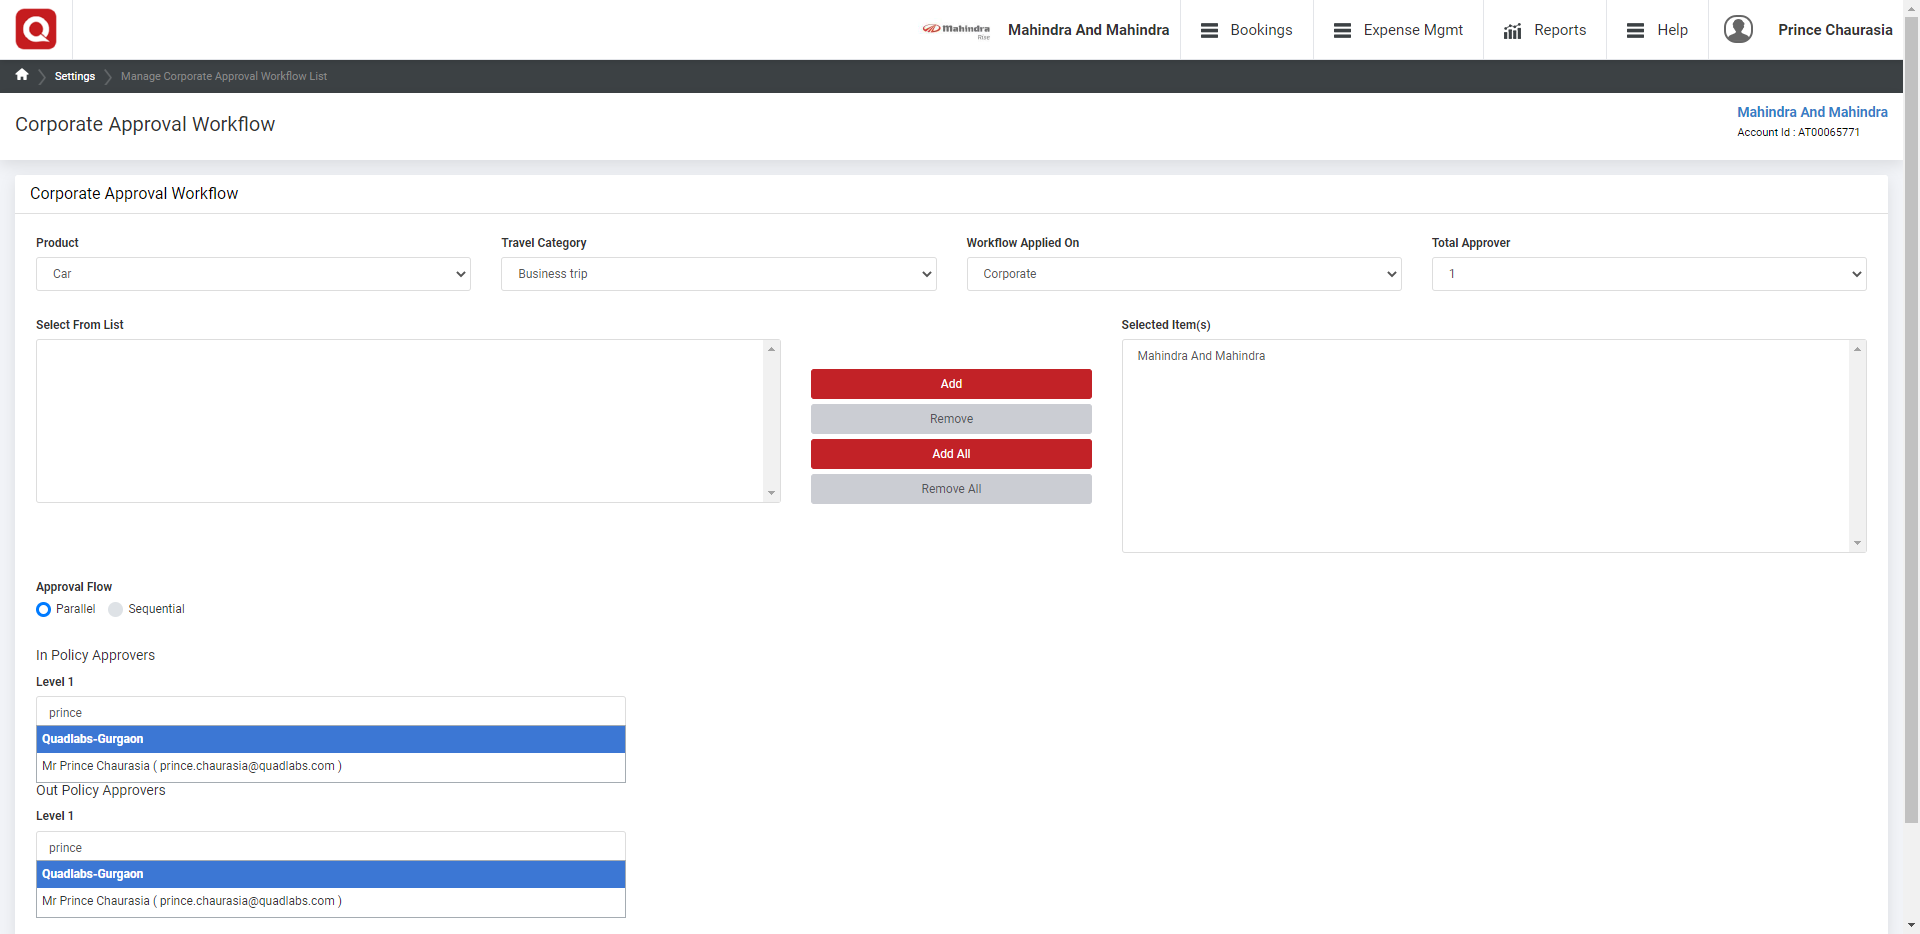 Mahindra
Rise
Mahindra And Mahindra
Bookings
Expense Mgmt
Reports
Help
Prince Chaurasia
Settings
Manage Corporate Approval Workflow List
Corporate Approval Workflow
Mahindra And Mahindra
Account Id : AT00065771
Corporate Approval Workflow
Product
Travel Category
Workflow Applied On
Total Approver
Car
Business trip
Corporate
1
Select From List
Selected Item(s)
Mahindra And Mahindra
Add
Remove
Add All
Remove All
Approval Flow
Parallel
Sequential
In Policy Approvers
Level 1
prince
Quadlabs-Gurgaon
Mr Prince Chaurasia ( prince.chaurasia@quadlabs.com )
Out Policy Approvers
Level 1
prince
Quadlabs-Gurgaon
Mr Prince Chaurasia ( prince.chaurasia@quadlabs.com )